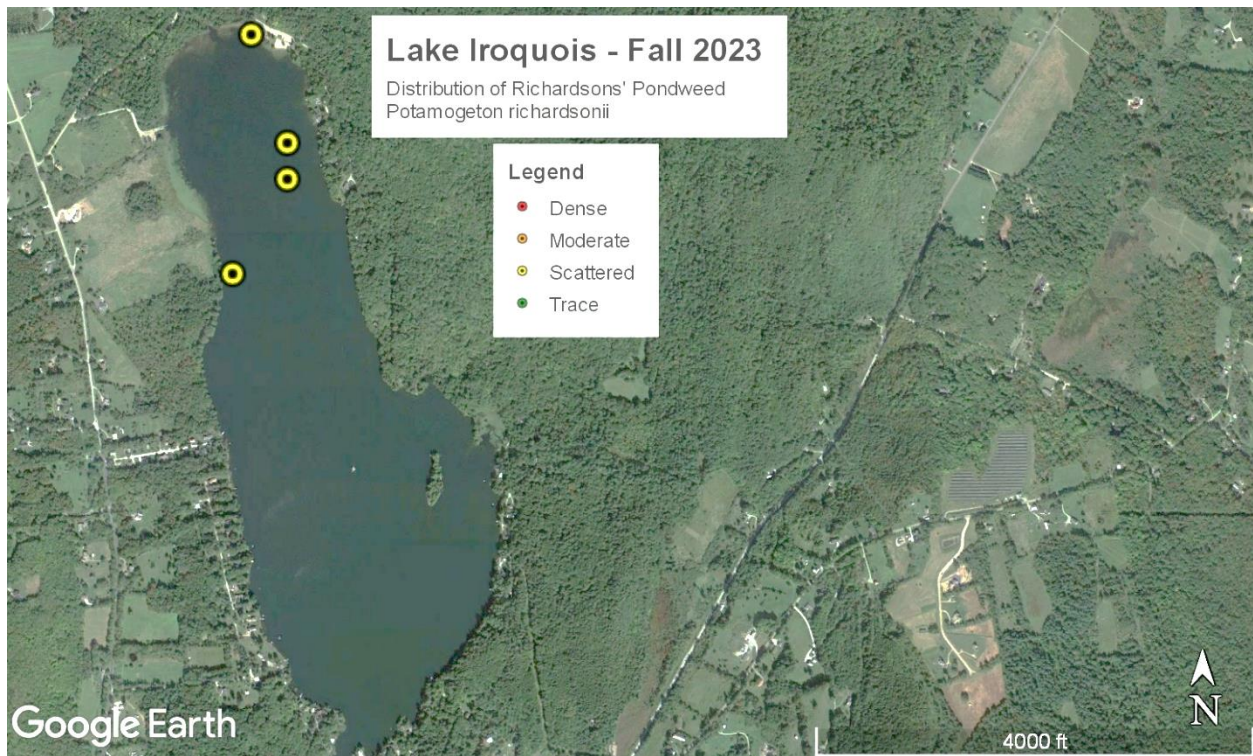 Lake Iroquois - Fall 2023
Distribution of Richardsons' Pondweed
Potamogeton richardsonii
Legend
Dense
Moderate
Scattered
Trace
Google Earth
N
4000 ft